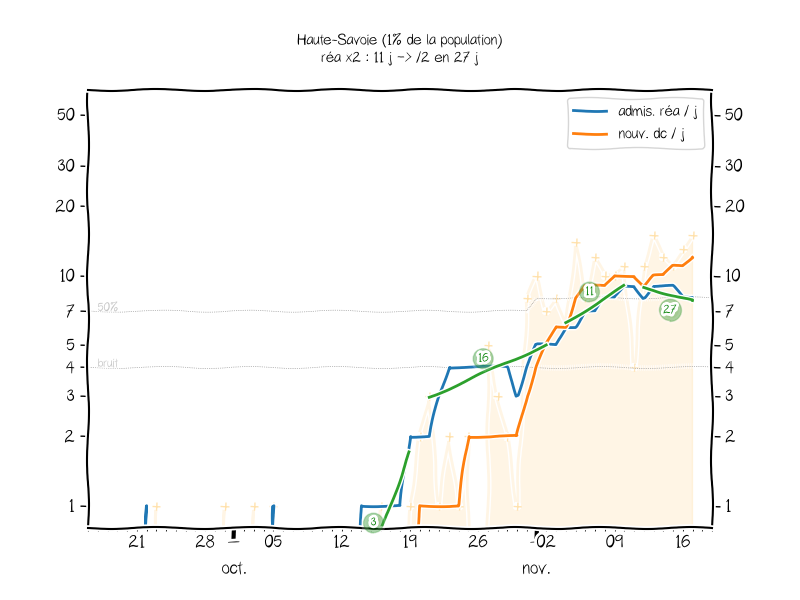 Haute-Savoie (1% de la population)
réa x2 : 11 j -> /2 en 27 j
admis. réa / j
nouv. dc / j
50 50
30 30
20 20
10 10
7 7
5 5
4 4
3 3
2 2
1 1
50%
bruit
3
16
11
27
21 28 05 12 19 26 02 09 16
oct. nov.